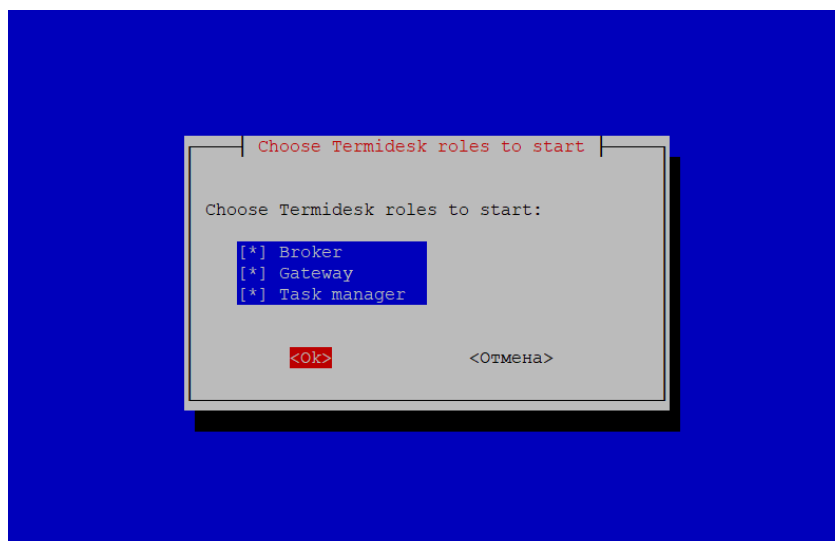 Choose Termidesk roles to start
Choose Termidesk roles to start:
[*] Broker
[*] Gateway
[*] Task manager
<Ok> <Отмена>